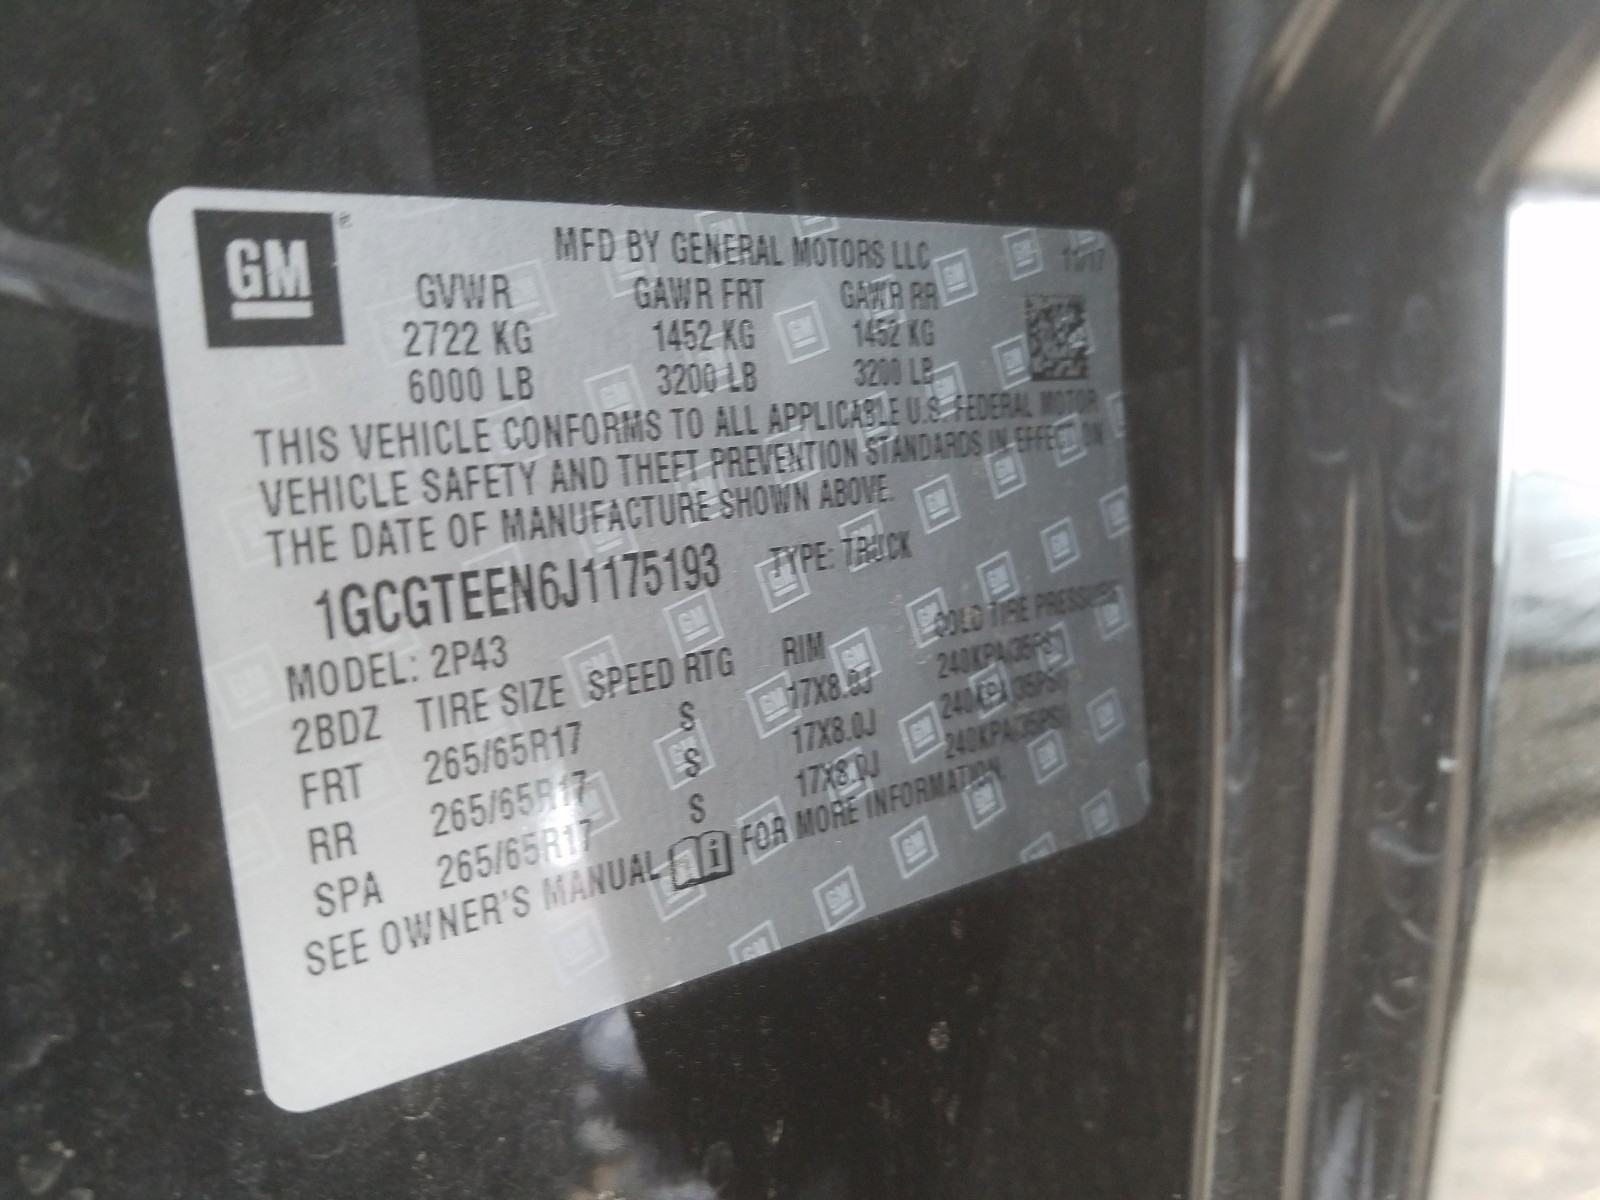 GM ®
MFD BY GENERAL MOTORS LLC 11/17
GVWR GAWR FRT GAWR RR
2722 KG 1452 KG 1452 KG
6000 LB 3200 LB 3200 LB
THIS VEHICLE CONFORMS TO ALL APPLICABLE U.S. FEDERAL MOTOR
VEHICLE SAFETY AND THEFT PREVENTION STANDARDS IN EFFECT ON
THE DATE OF MANUFACTURE SHOWN ABOVE.
1GCGTEEN6J1175193 TYPE: TRUCK
MODEL: 2P43
2BDZ TIRE SIZE SPEED RTG RIM COLD TIRE PRESSURE
FRT 265/65R17 S 17X8.0J 240KPA(35PSI)
RR 265/65R17 S 17X8.0J 240KPA(35PSI)
SPA 265/65R17 S 17X8.0J 240KPA(35PSI)
SEE OWNER'S MANUAL FOR MORE INFORMATION.